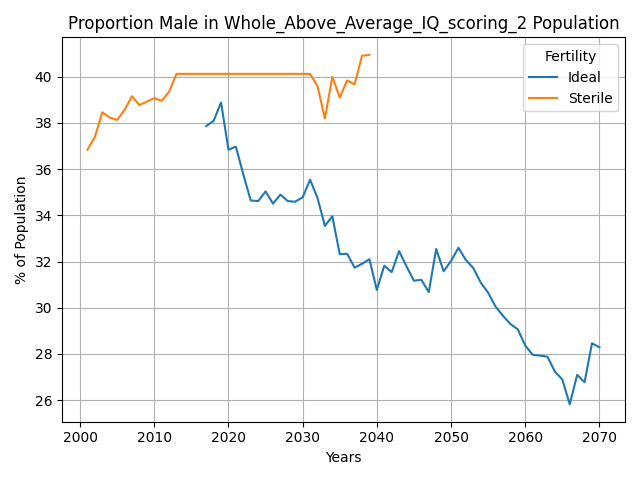 Proportion Male in Whole_Above_Average_IQ_scoring_2 Population
Fertility
Ideal
Sterile
% of Population
40
38
36
34
32
30
28
26
2000 2010 2020 2030 2040 2050 2060 2070
Years